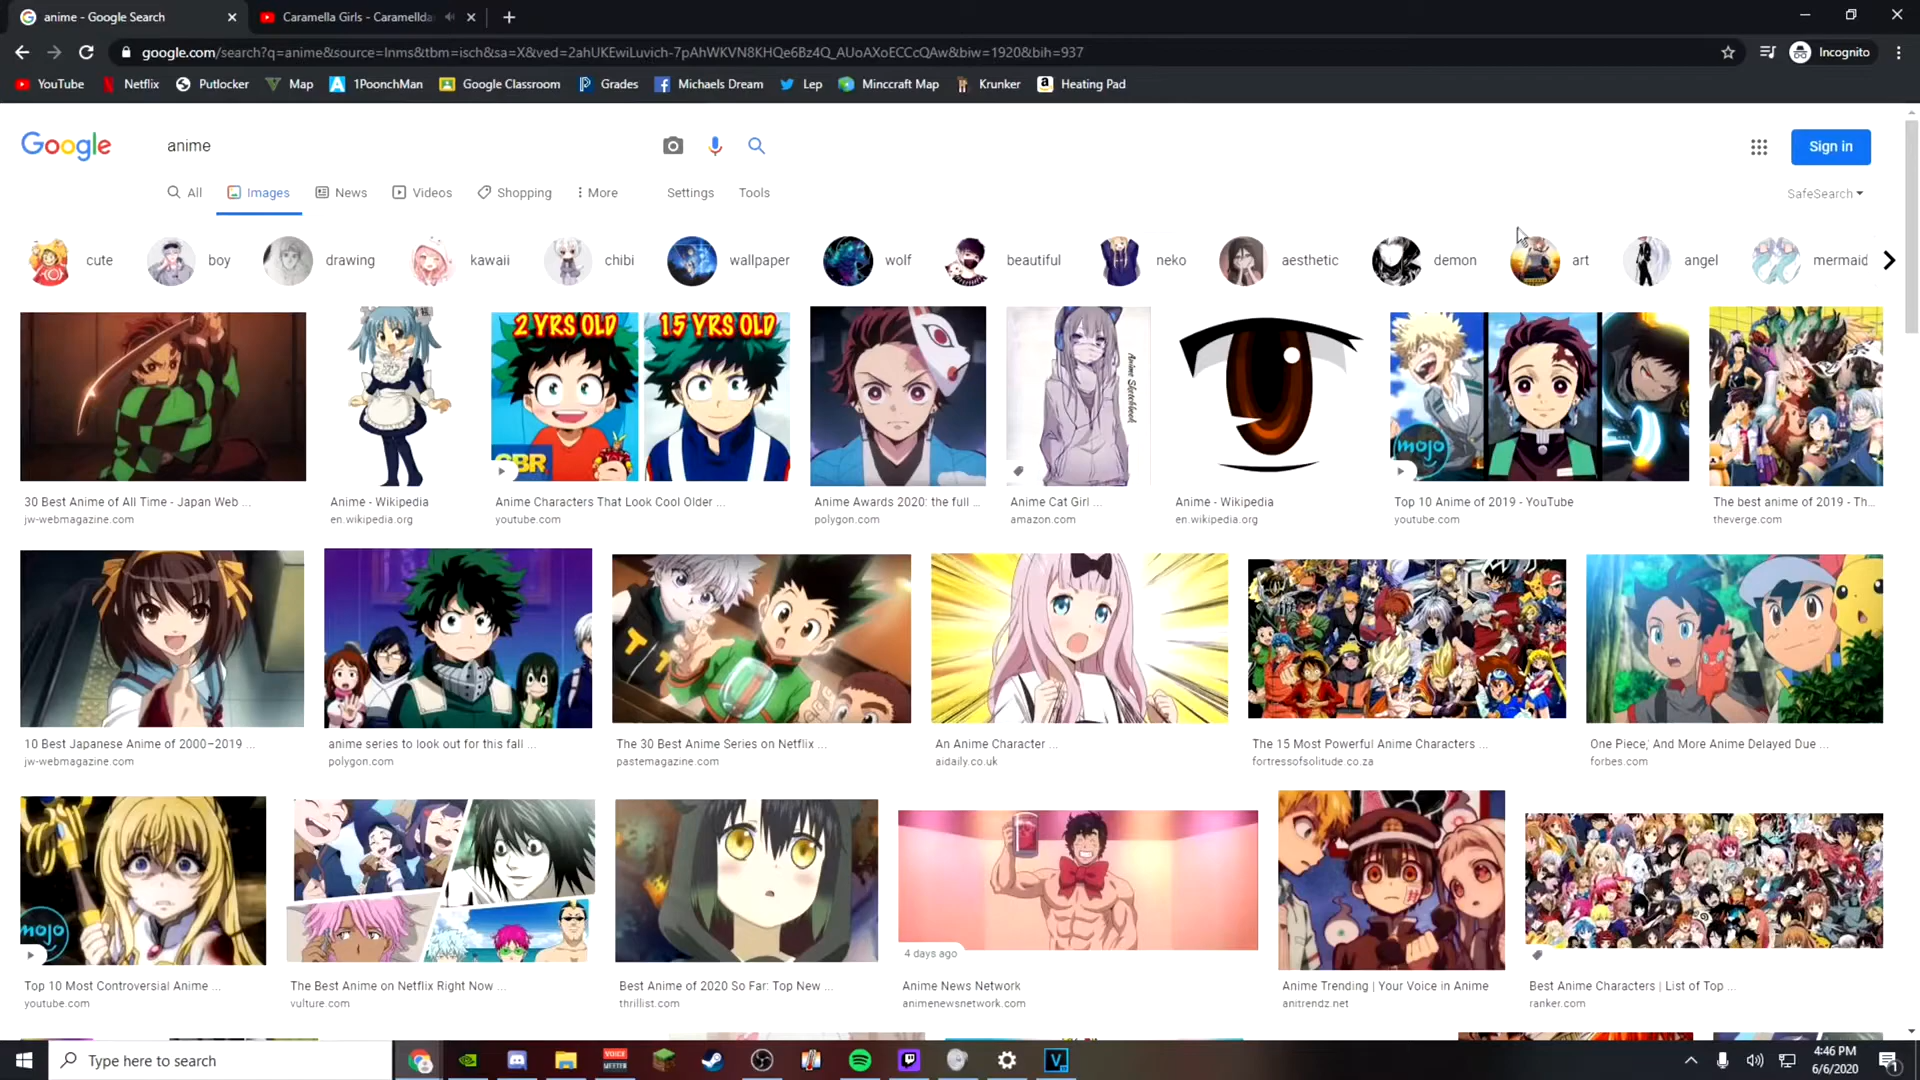 anime - Google Search
Caramella Girls - Caramellda
google.com/search?q=anime&source=lnms&tbm=isch&sa=X&ved=2ahUKEwiLuvich-7pAhWKVN8KHQe6Bz4Q_AUoAXoECCcQAw&biw=1920&bih=937
Incognito
YouTube
Netflix
Putlocker
Map
1PoonchMan
Google Classroom
Grades
Michaels Dream
Lep
Minccraft Map
Krunker
Heating Pad
Google
anime
Sign in
All
Images
News
Videos
Shopping
More
Settings
Tools
SafeSearch
cute
boy
drawing
kawaii
chibi
wallpaper
wolf
beautiful
neko
aesthetic
demon
art
angel
mermaid
2 YRS OLD
15 YRS OLD
GBR
Anime Sketchbook
mojo
30 Best Anime of All Time - Japan Web ...
jw-webmagazine.com
Anime - Wikipedia
en.wikipedia.org
Anime Characters That Look Cool Older ...
youtube.com
Anime Awards 2020: the full ...
polygon.com
Anime Cat Girl ...
amazon.com
Anime - Wikipedia
en.wikipedia.org
Top 10 Anime of 2019 - YouTube
youtube.com
The best anime of 2019 - Th...
theverge.com
10 Best Japanese Anime of 2000–2019 ...
jw-webmagazine.com
anime series to look out for this fall ...
polygon.com
The 30 Best Anime Series on Netflix ...
pastemagazine.com
An Anime Character ...
aidaily.co.uk
The 15 Most Powerful Anime Characters ...
fortressofsolitude.co.za
One Piece,' And More Anime Delayed Due ...
forbes.com
mojo
4 days ago
Top 10 Most Controversial Anime ...
youtube.com
The Best Anime on Netflix Right Now ...
vulture.com
Best Anime of 2020 So Far: Top New ...
thrillist.com
Anime News Network
animenewsnetwork.com
Anime Trending | Your Voice in Anime
anitrendz.net
Best Anime Characters | List of Top ...
ranker.com
Type here to search
VOICE
MEETER
4:46 PM
6/6/2020
1